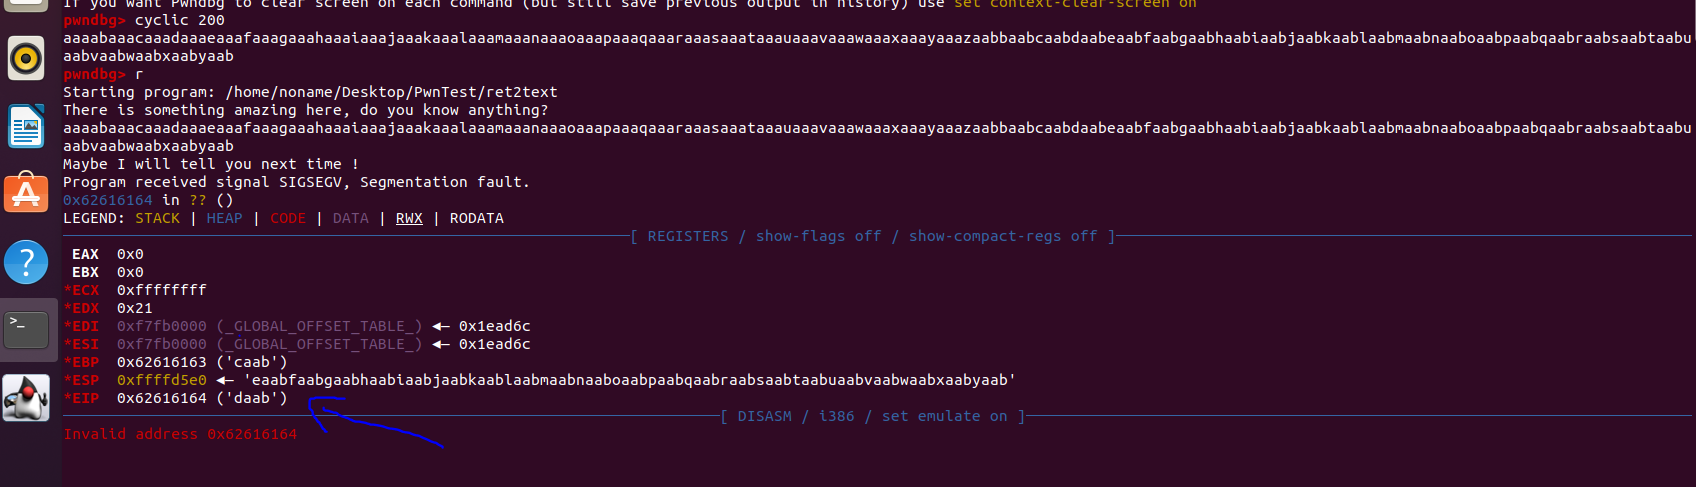 If you want Pwndbg to clear screen on each command (but still save previous output in history) use set context-clear-screen on
pwndbg> cyclic 200
aaaabaaacaaadaaaeaaafaaagaaahaaaiaaajaaakaaalaaamaaanaaaoaaapaaaqaaaraaasaaataaauaaavaaawaaaxaaayaaazaabbaabcaabdaabeaabfaabgaabhaabiaabjaabkaablaabmaabnaaboaabpaabqaabraabsaabtaabu
aabvaabwaabxaabyaab
pwndbg> r
Starting program: /home/noname/Desktop/PwnTest/ret2text
There is something amazing here, do you know anything?
aaaabaaacaaadaaaeaaafaaagaaahaaaiaaajaaakaaalaaamaaanaaaoaaapaaaqaaaraaasaaataaauaaavaaawaaaxaaayaaazaabbaabcaabdaabeaabfaabgaabhaabiaabjaabkaablaabmaabnaaboaabpaabqaabraabsaabtaabu
aabvaabwaabxaabyaab
Maybe I will tell you next time !
Program received signal SIGSEGV, Segmentation fault.
0x62616164 in ?? ()
LEGEND: STACK | HEAP | CODE | DATA | RWX | RODATA
[ REGISTERS / show-flags off / show-compact-regs off ]
EAX 0x0
EBX 0x0
*ECX 0xffffffff
*EDX 0x21
*EDI 0xf7fb0000 (_GLOBAL_OFFSET_TABLE_) ◂— 0x1ead6c
*ESI 0xf7fb0000 (_GLOBAL_OFFSET_TABLE_) ◂— 0x1ead6c
*EBP 0x62616163 ('caab')
*ESP 0xffffd5e0 ◂— 'eaabfaabgaabhaabiaabjaabkaablaabmaabnaaboaabpaabqaabraabsaabtaabuaabvaabwaabxaabyaab'
*EIP 0x62616164 ('daab')
[ DISASM / i386 / set emulate on ]
Invalid address 0x62616164